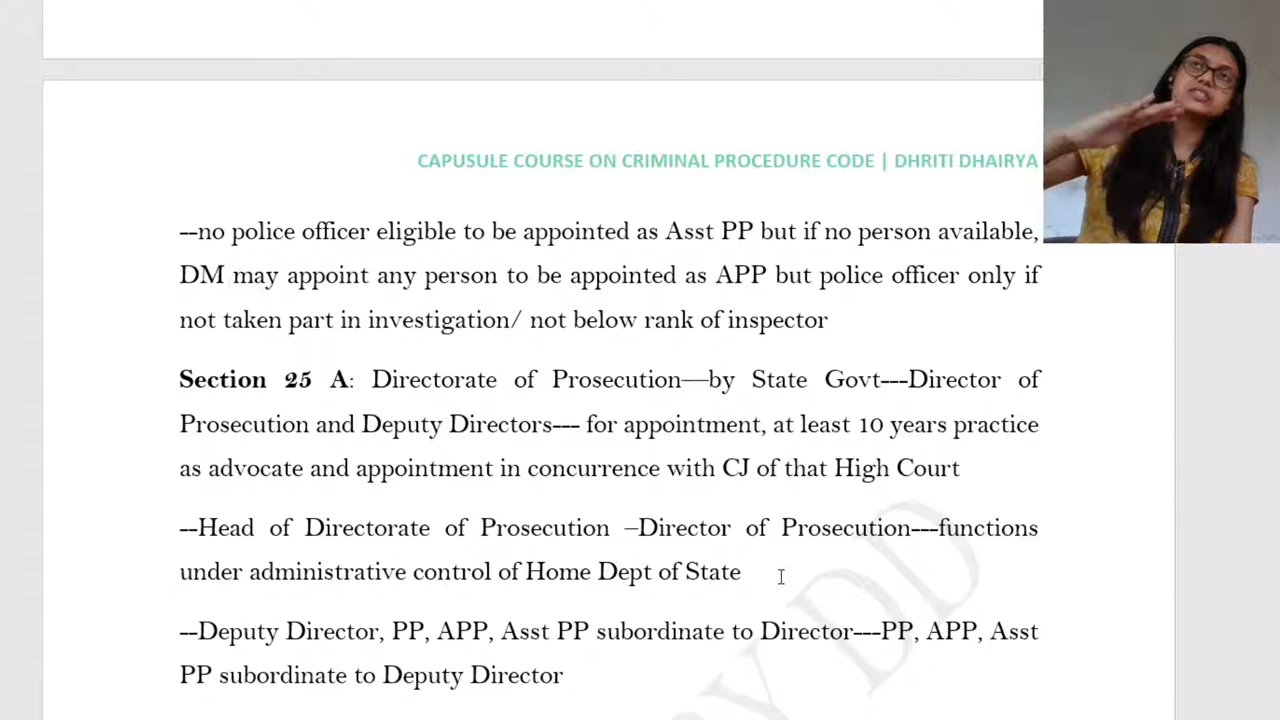 CAPUSULE COURSE ON CRIMINAL PROCEDURE CODE | DHRITI DHAIRYA
--no police officer eligible to be appointed as Asst PP but if no person available,
DM may appoint any person to be appointed as APP but police officer only if
not taken part in investigation/ not below rank of inspector
Section 25 A: Directorate of Prosecution—by State Govt---Director of
Prosecution and Deputy Directors--- for appointment, at least 10 years practice
as advocate and appointment in concurrence with CJ of that High Court
--Head of Directorate of Prosecution –Director of Prosecution---functions
under administrative control of Home Dept of State
--Deputy Director, PP, APP, Asst PP subordinate to Director---PP, APP, Asst
PP subordinate to Deputy Director
Y DD